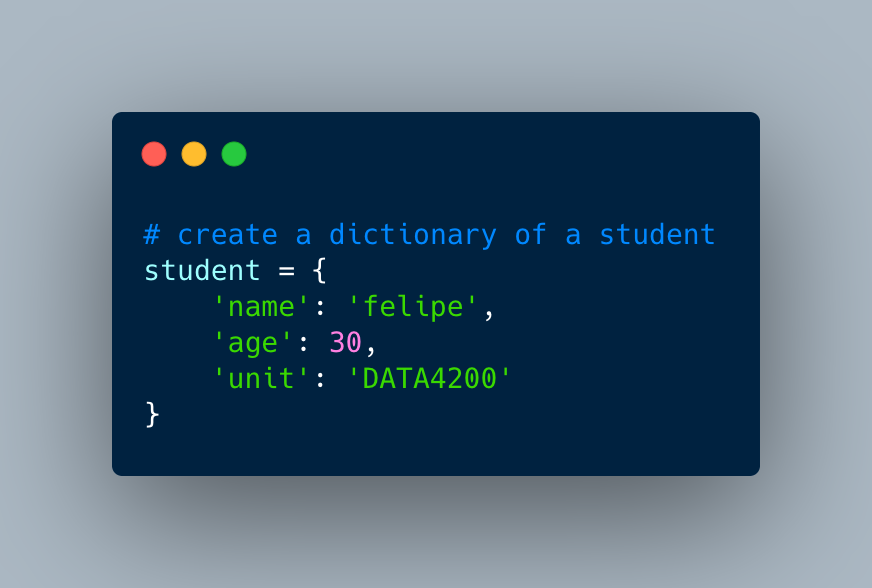 # create a dictionary of a student
student = {
    'name': 'felipe',
    'age': 30,
    'unit': 'DATA4200'
}